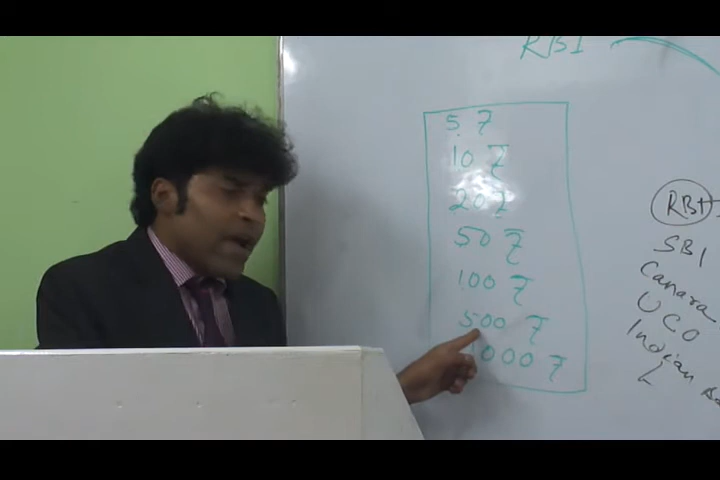 RBI
5 ₹
10 ₹
20 ₹
50 ₹
100 ₹
500 ₹
1000 ₹
RBI
SBI
Canara
UCO
Indian